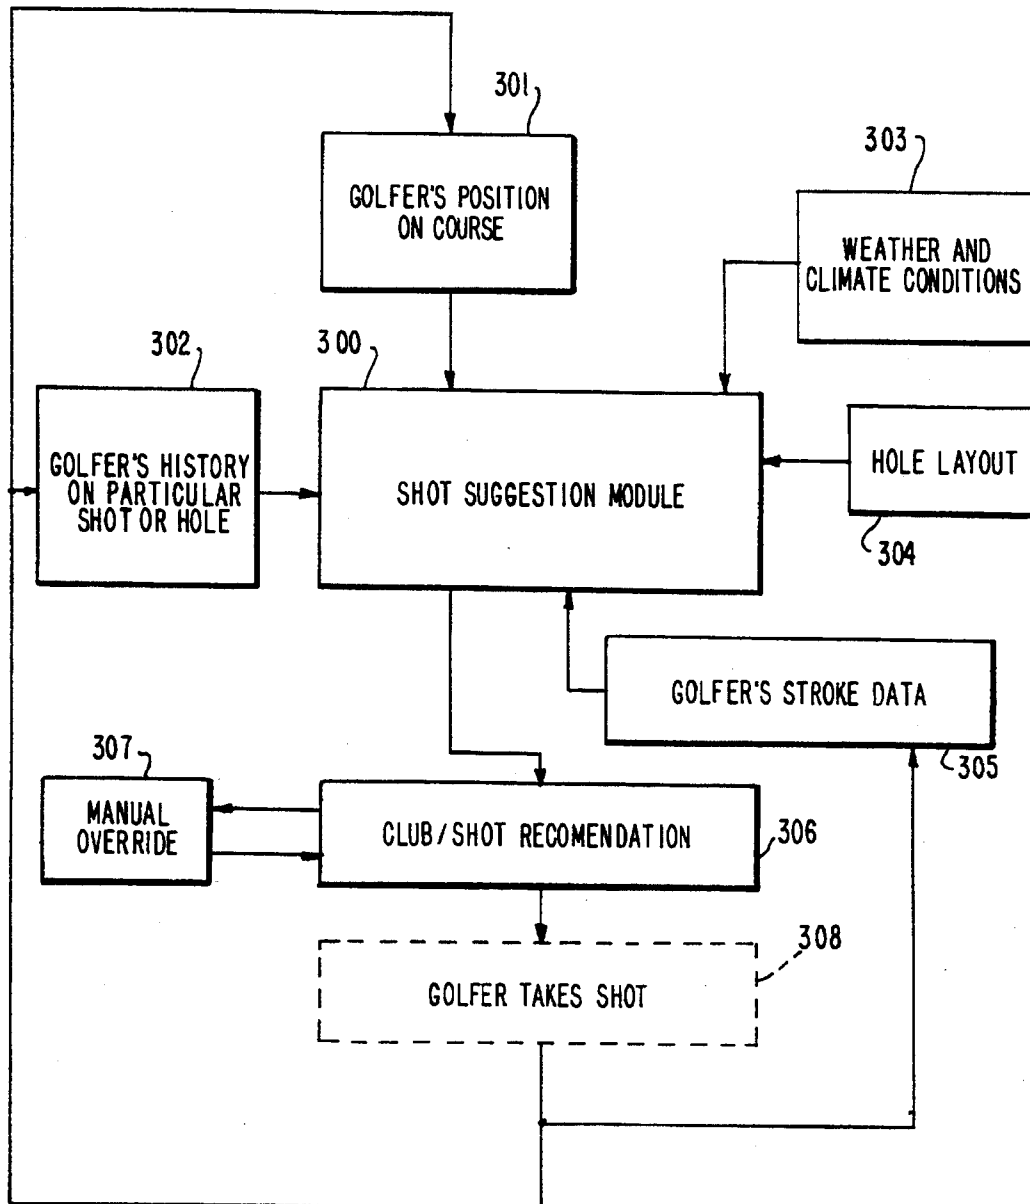 301
GOLFER'S POSITION
ON COURSE
303
WEATHER AND
CLIMATE CONDITIONS
302
GOLFER'S HISTORY
ON PARTICULAR
SHOT OR HOLE
300
SHOT SUGGESTION MODULE
HOLE LAYOUT
304
GOLFER'S STROKE DATA
305
307
MANUAL
OVERRIDE
CLUB/SHOT RECOMENDATION
306
308
GOLFER TAKES SHOT